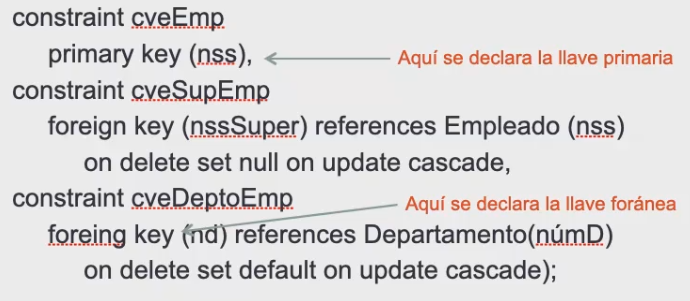 constraint cveEmp
primary key (nss),
Aquí se declara la llave primaria
constraint cveSupEmp
foreign key (nssSuper) references Empleado (nss)
on delete set null on update cascade,
constraint cveDeptoEmp
Aquí se declara la llave foránea
foreing key (nd) references Departamento(númD)
on delete set default on update cascade);